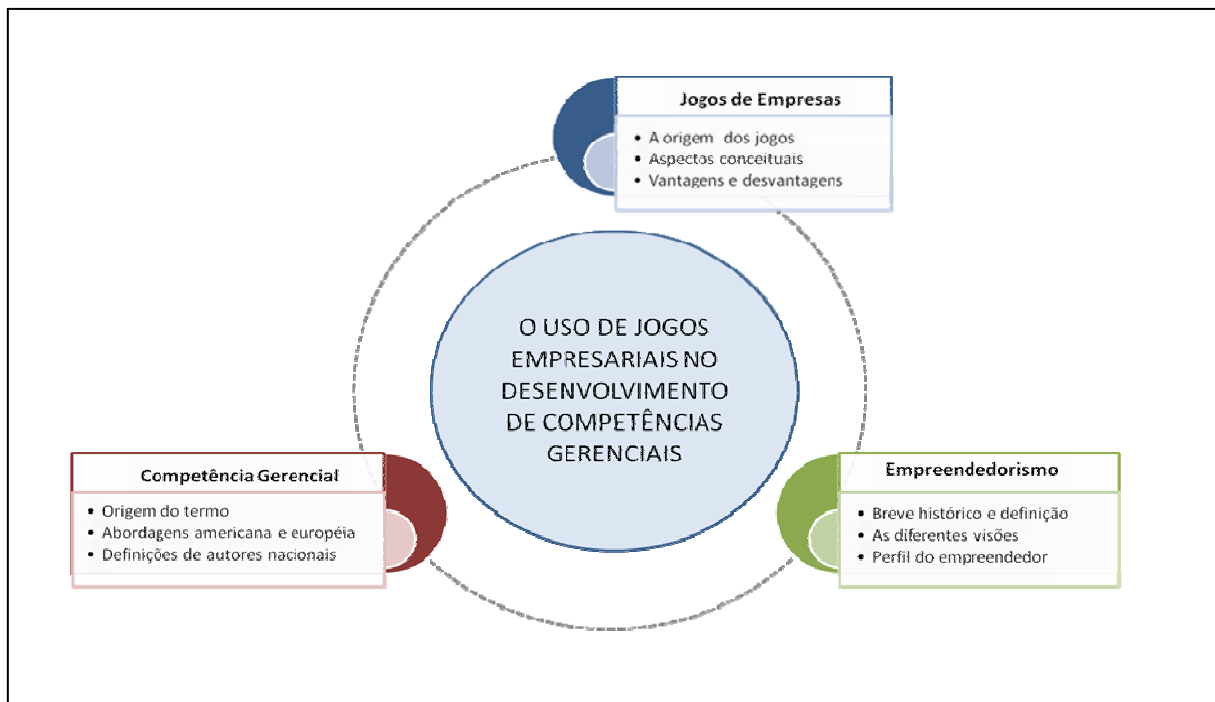 Jogos de Empresas
• A origem dos jogos
• Aspectos conceituais
• Vantagens e desvantagens
O USO DE JOGOS
EMPRESARIAIS NO
DESENVOLVIMENTO
DE COMPETÊNCIAS
GERENCIAIS
Competência Gerencial
• Origem do termo
• Abordagens americana e européia
• Definições de autores nacionais
Empreendedorismo
• Breve histórico e definição
• As diferentes visões
• Perfil do empreendedor